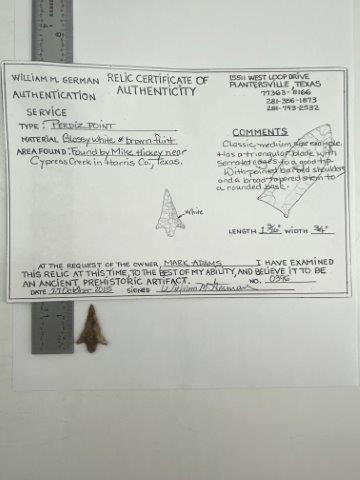 WILLIAM M. GERMAN
AUTHENTICATION
SERVICE
RELIC CERTIFICATE OF
AUTHENTICITY
15511 WEST LOOP DRIVE
PLANTERSVILLE, TEXAS
77363-8166
281-356-1873
281-793-2532
TYPE: PERDIZ POINT
MATERIAL Glossy white & brown flint
AREA FOUND: Found by Mike Hickey near
Cypress Creek in Harris Co., Texas.
COMMENTS
Classic, medium size example.
Has a triangular blade with
serrated edges to a good tip.
With pointed barbed shoulders
and a broad tapered stem to
a rounded base.
White
LENGTH 1 3/16" WIDTH 3/4"
AT THE REQUEST OF THE OWNER, MARK ADAMS I HAVE EXAMINED
THIS RELIC AT THIS TIME, TO THE BEST OF MY ABILITY, AND BELIEVE IT TO BE
AN ANCIENT PREHISTORIC ARTIFACT. NO. 0396
DATE October 2015 SIGNED William M. German